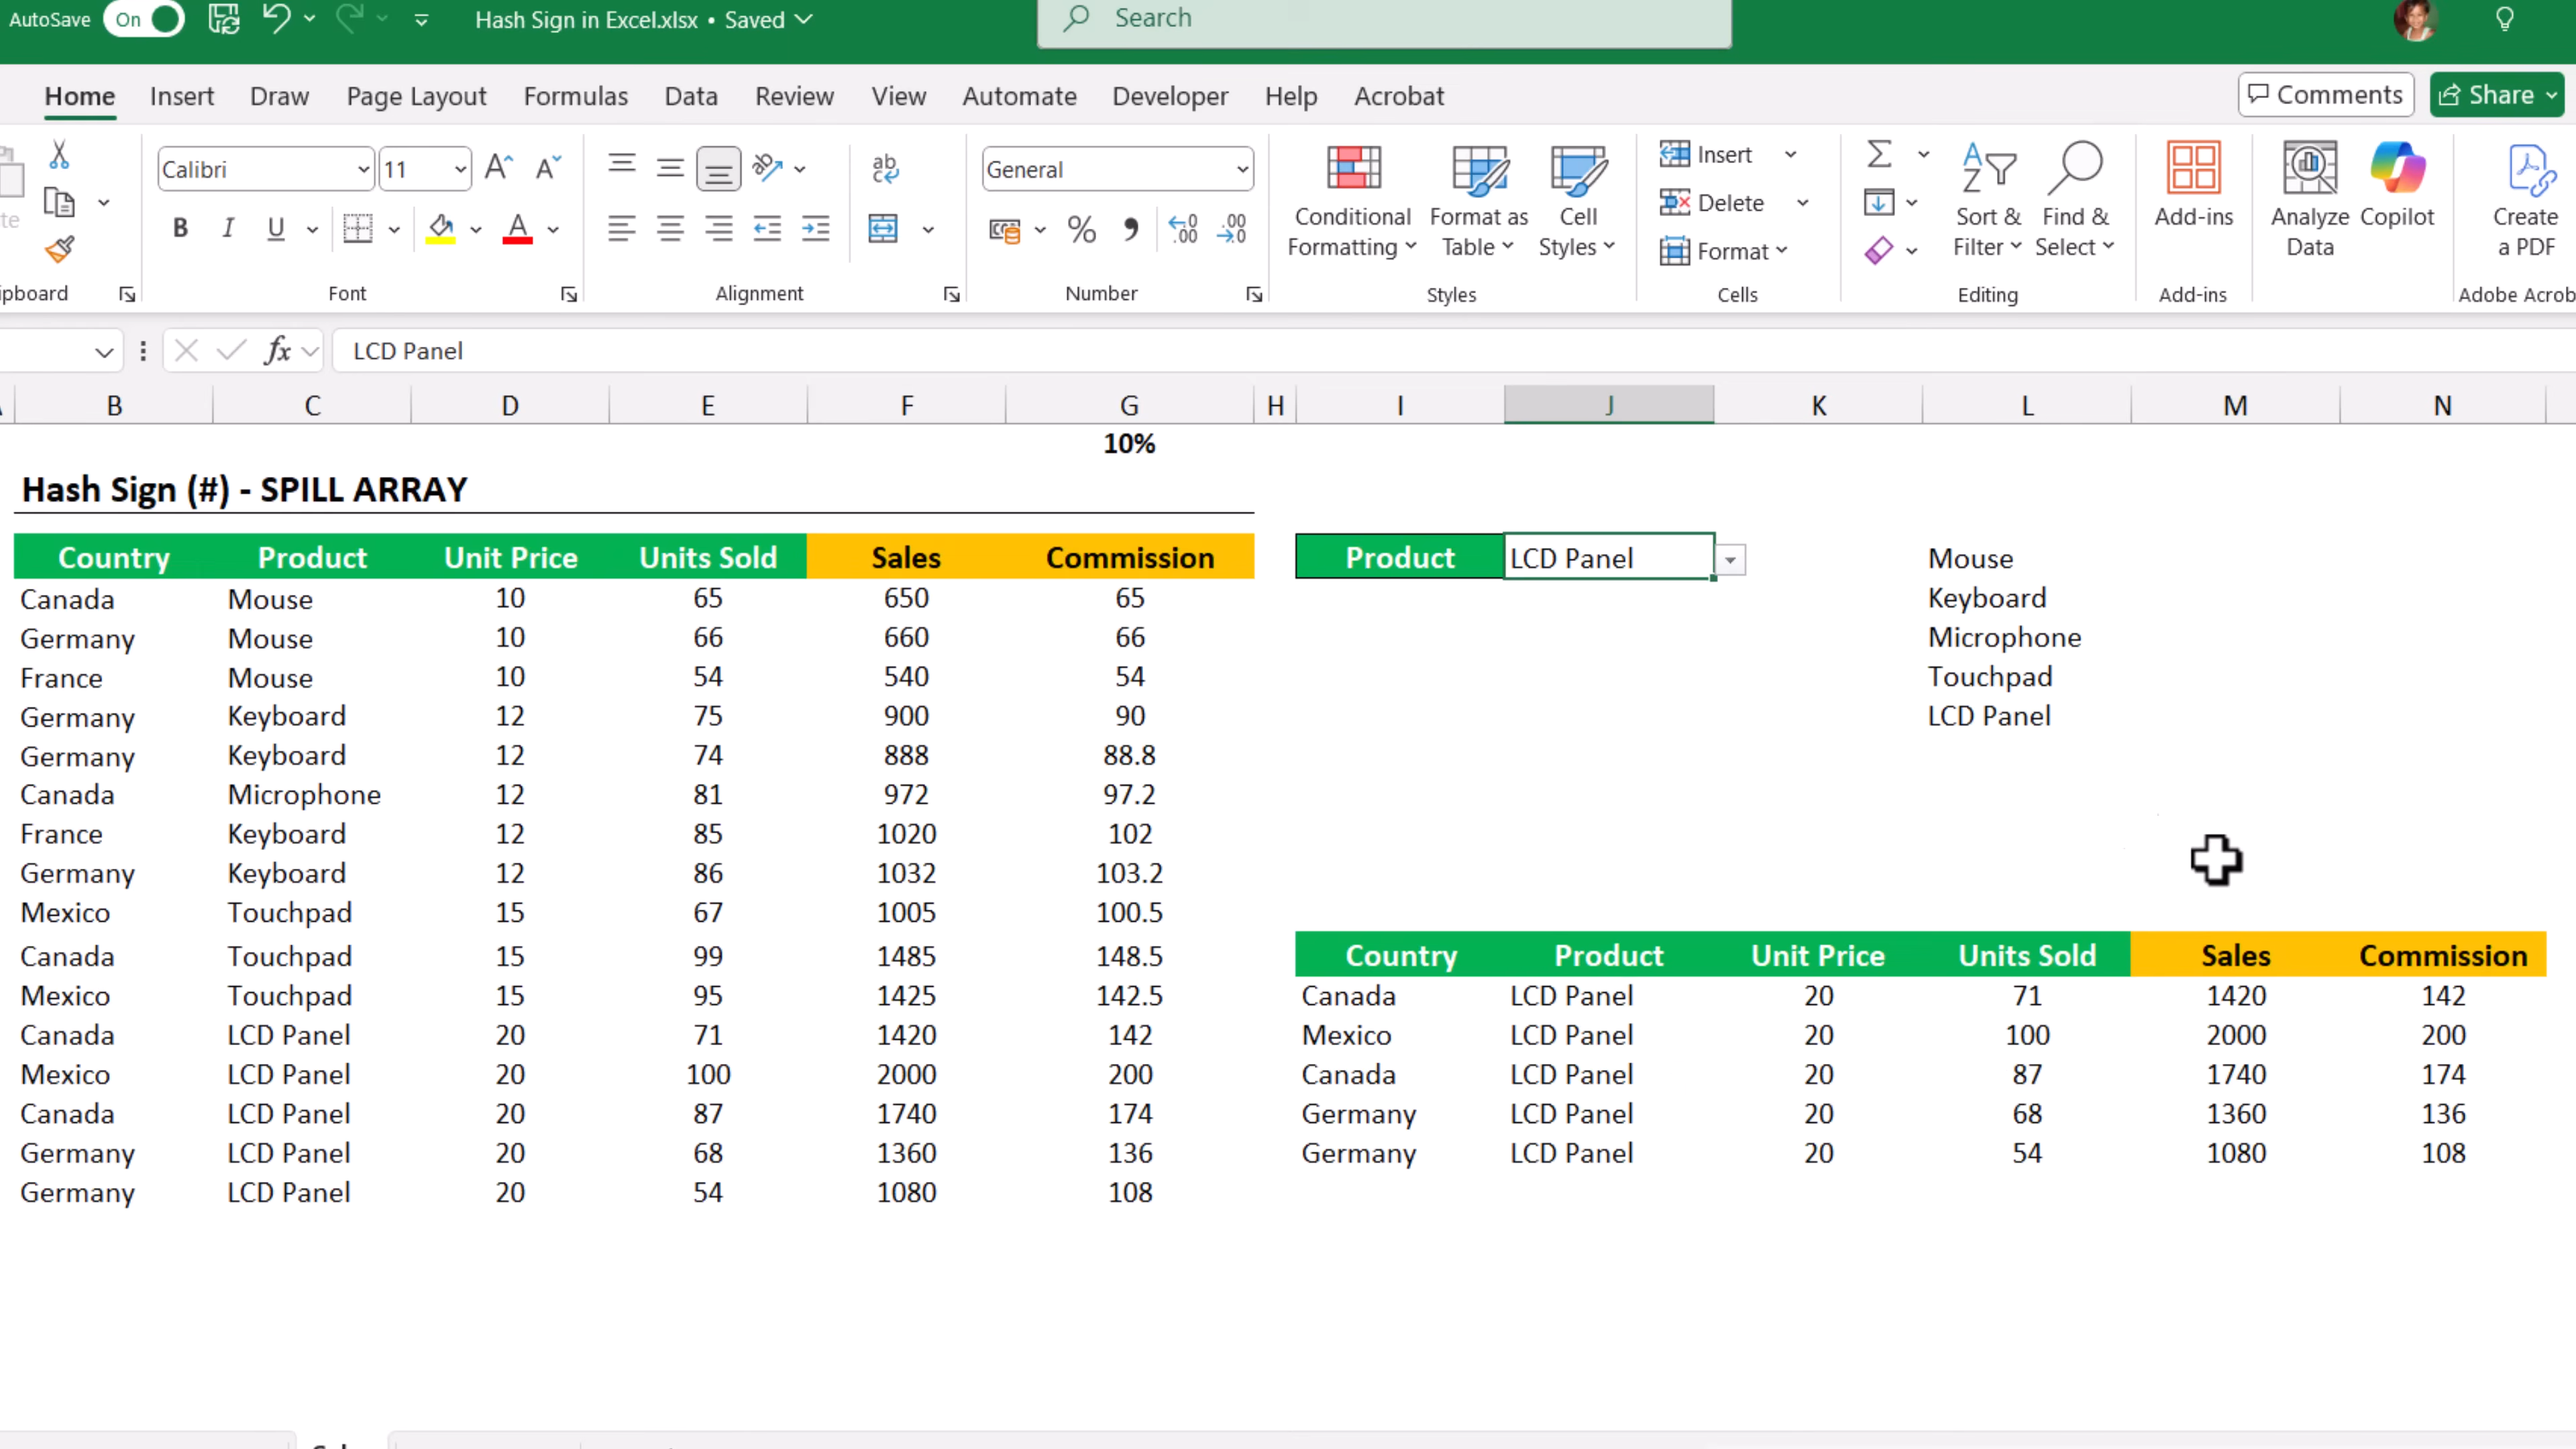 AutoSave On Hash Sign in Excel.xlsx • Saved Search
Home Insert Draw Page Layout Formulas Data Review View Automate Developer Help Acrobat Comments Share
Calibri 11 General
Conditional Formatting Format as Table Cell Styles
Insert
Delete
Format
Sort & Filter Find & Select Add-ins Analyze Data Copilot Create a PDF
Font Alignment Number Styles Cells Editing Add-ins
fx LCD Panel
B C D E F G H I J K L M N
10%
Hash Sign (#) - SPILL ARRAY
Country Product Unit Price Units Sold Sales Commission
Canada Mouse 10 65 650 65
Germany Mouse 10 66 660 66
France Mouse 10 54 540 54
Germany Keyboard 12 75 900 90
Germany Keyboard 12 74 888 88.8
Canada Microphone 12 81 972 97.2
France Keyboard 12 85 1020 102
Germany Keyboard 12 86 1032 103.2
Mexico Touchpad 15 67 1005 100.5
Canada Touchpad 15 99 1485 148.5
Mexico Touchpad 15 95 1425 142.5
Canada LCD Panel 20 71 1420 142
Mexico LCD Panel 20 100 2000 200
Canada LCD Panel 20 87 1740 174
Germany LCD Panel 20 68 1360 136
Germany LCD Panel 20 54 1080 108
Product LCD Panel
Mouse
Keyboard
Microphone
Touchpad
LCD Panel
Country Product Unit Price Units Sold Sales Commission
Canada LCD Panel 20 71 1420 142
Mexico LCD Panel 20 100 2000 200
Canada LCD Panel 20 87 1740 174
Germany LCD Panel 20 68 1360 136
Germany LCD Panel 20 54 1080 108